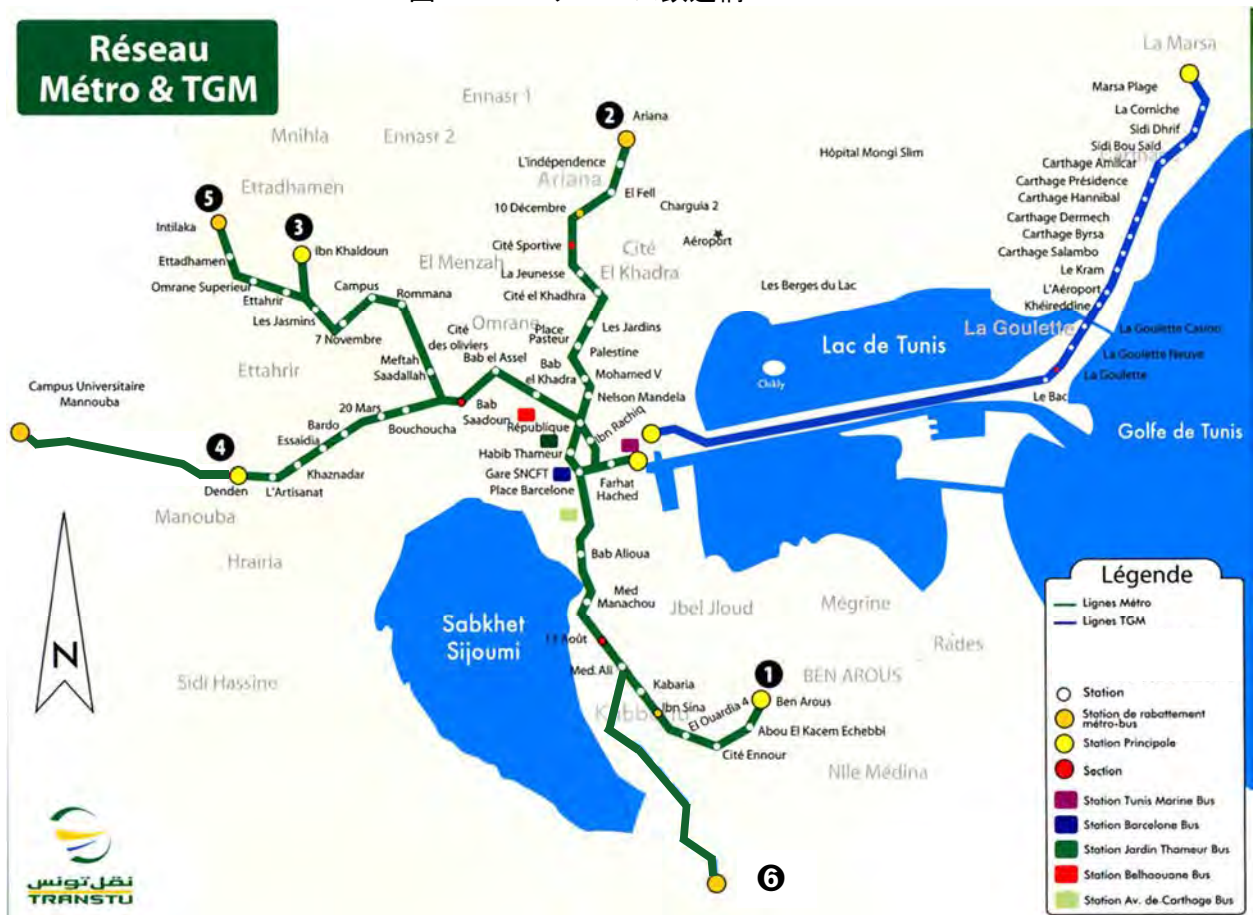 Réseau
Métro & TGM
La Marsa
Marsa Plage
La Corniche
Sidi Dhrif
Sidi Bou Said
Carthage Amilcar
Carthage Présidence
Carthage Hannibal
Carthage Dermech
Carthage Byrsa
Carthage Salambo
Le Kram
L'Aéroport
Khéireddine
La Goulette
La Goulette Casino
La Goulette Neuve
La Goulette
Le Bac
Golfe de Tunis
Lac de Tunis
Chikly
Les Berges du Lac
Hôpital Mongi Slim
Aéroport
Charguia 2
Ennasr 1
Ennasr 2
Mnihla
Ettadhamen
2
Ariana
L'indépendence
Ariana
El Fell
10 Décembre
Cité Sportive
Cité
El Khadra
La Jeunesse
Cité el Khadhra
El Menzah
Omrane
Les Jardins
Place
Pasteur
Palestine
Bab
el Khadra
Mohamed V
Nelson Mandela
5
Intilaka
3
Ibn Khaldoun
Ettadhamen
Omrane Superieur
Ettahrir
Les Jasmins
7 Novembre
Campus
Rommana
Cité
des oliviers
Bab el Assel
Meftah
Saadallah
Ettahrir
Campus Universitaire
Mannouba
20 Mars
Bardo
Essaidia
Bouchoucha
Bab
Saadoun
Khaznadar
4
Denden
L'Artisanat
République
Ibn Rachiq
Habib Thameur
Gare SNCFT
Place Barcelone
Farhat
Hached
Manouba
Hrairia
Sidi Hassine
N
Sabkhet
Sijoumi
Bab Alioua
Med
Manachou
Jbel Jloud
Mégrine
Rades
Août
Med. Ali
Kabaria
Ibn Sina
El Ouardia 4
1
Ben Arous
BEN AROUS
Abou El Kacem Echebbi
Cité Ennour
Nlle Médina
6
Légende
Lignes Métro
Lignes TGM
Station
Station de rabattement
métro-bus
Station Principale
Section
Station Tunis Marine Bus
Station Barcelone Bus
Station Jardin Thameur Bus
Station Belhaouane Bus
Station Av. de Carthage Bus
نقل تونس
TRANSTU